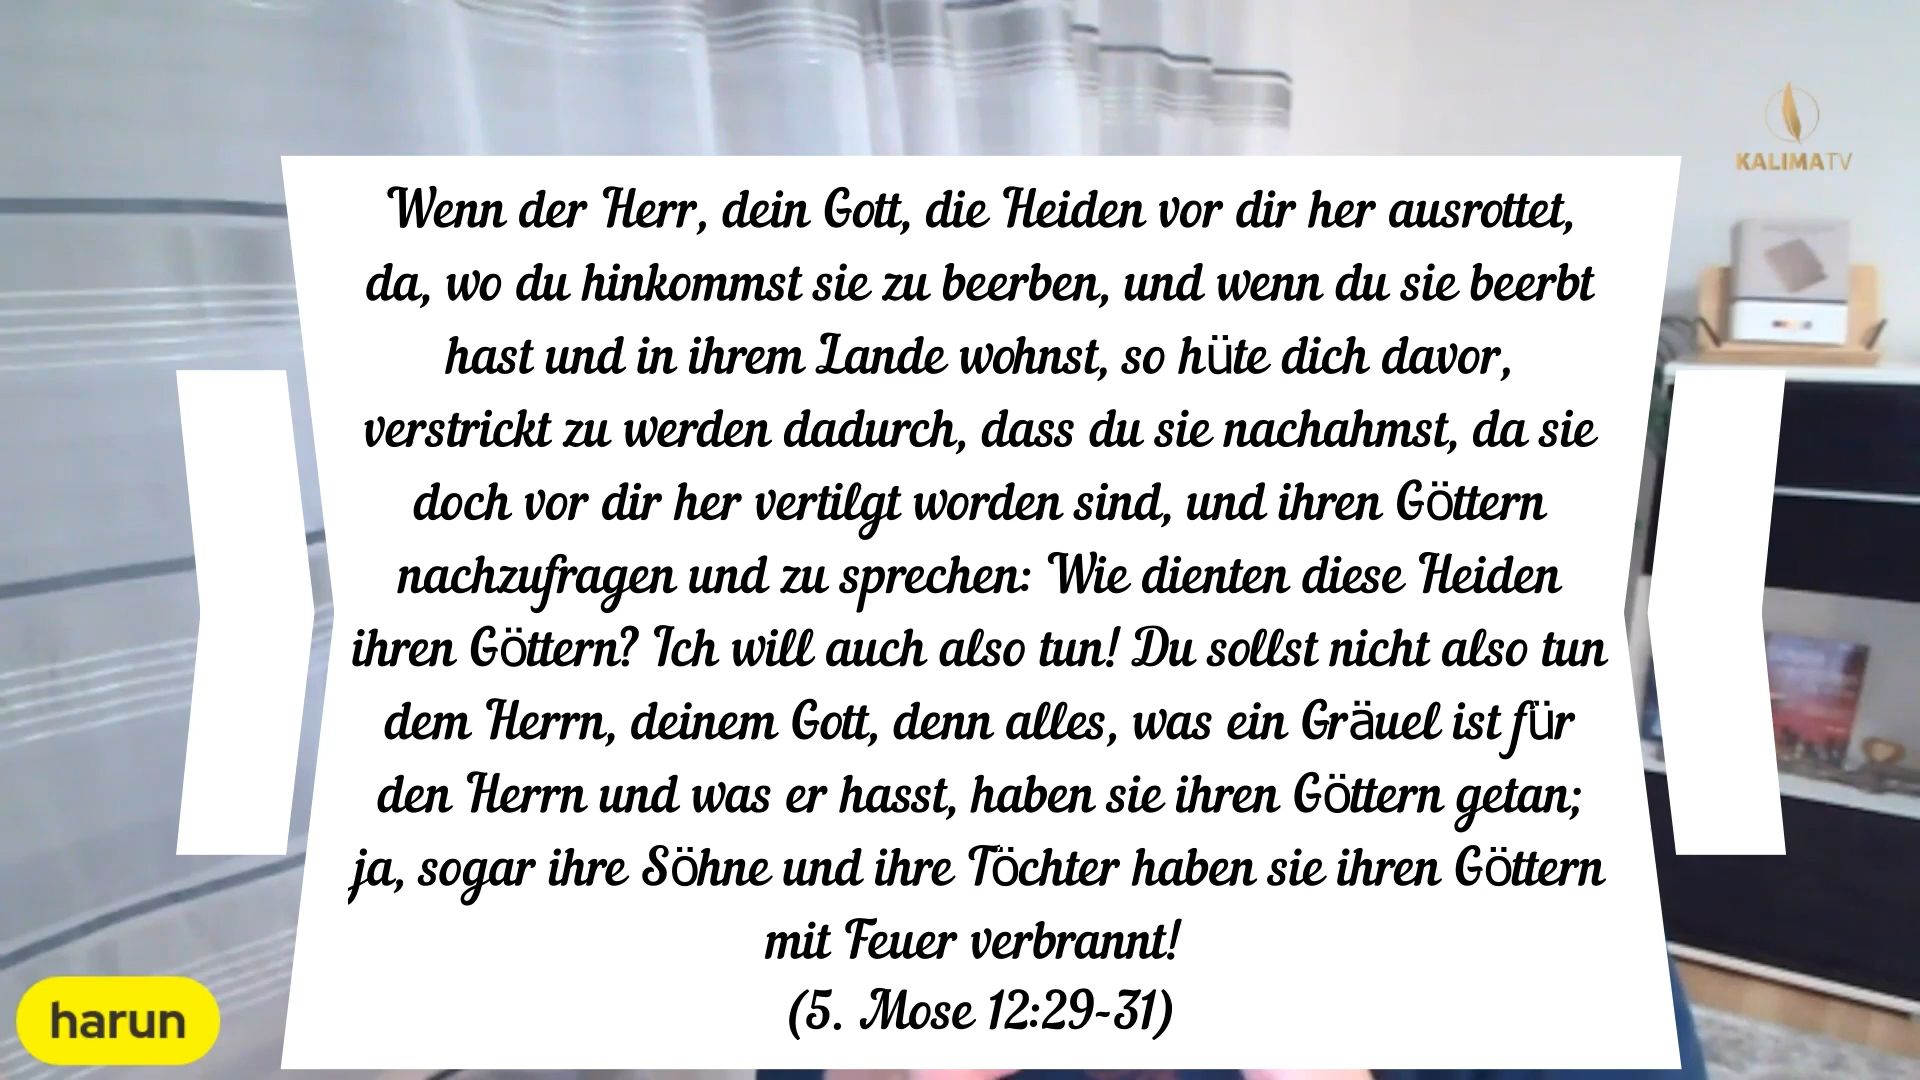 KALIMATV
Wenn der Herr, dein Gott, die Heiden vor dir her ausrottet,
da, wo du hinkommst sie zu beerben, und wenn du sie beerbt
hast und in ihrem Lande wohnst, so hüte dich davor,
verstrickt zu werden dadurch, dass du sie nachahmst, da sie
doch vor dir her vertilgt worden sind, und ihren Göttern
nachzufragen und zu sprechen: Wie dienten diese Heiden
ihren Göttern? Ich will auch also tun! Du sollst nicht also tun
dem Herrn, deinem Gott, denn alles, was ein Gräuel ist für
den Herrn und was er hasst, haben sie ihren Göttern getan;
ja, sogar ihre Söhne und ihre Töchter haben sie ihren Göttern
mit Feuer verbrannt!
(5. Mose 12:29-31)
harun